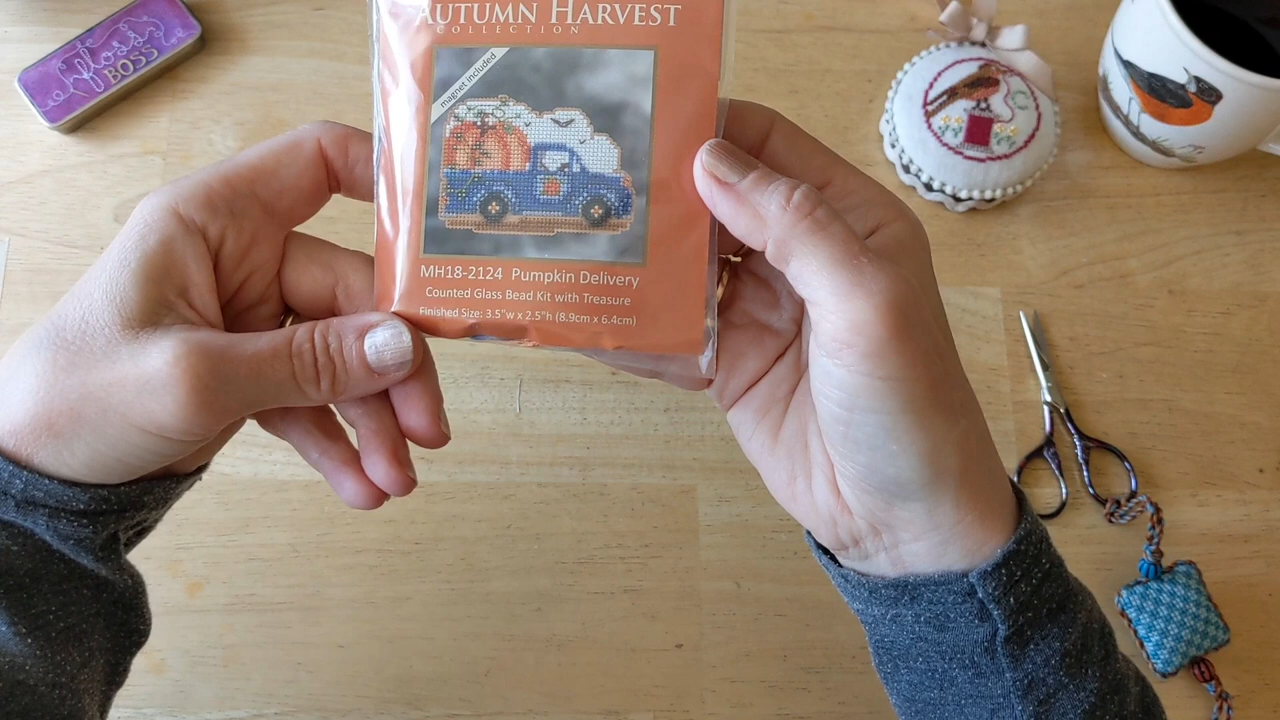 floss
BOSS
AUTUMN HARVEST
COLLECTION
magnet included
MH18-2124 Pumpkin Delivery
Counted Glass Bead Kit with Treasure
Finished Size: 3.5"w x 2.5"h (8.9cm x 6.4cm)